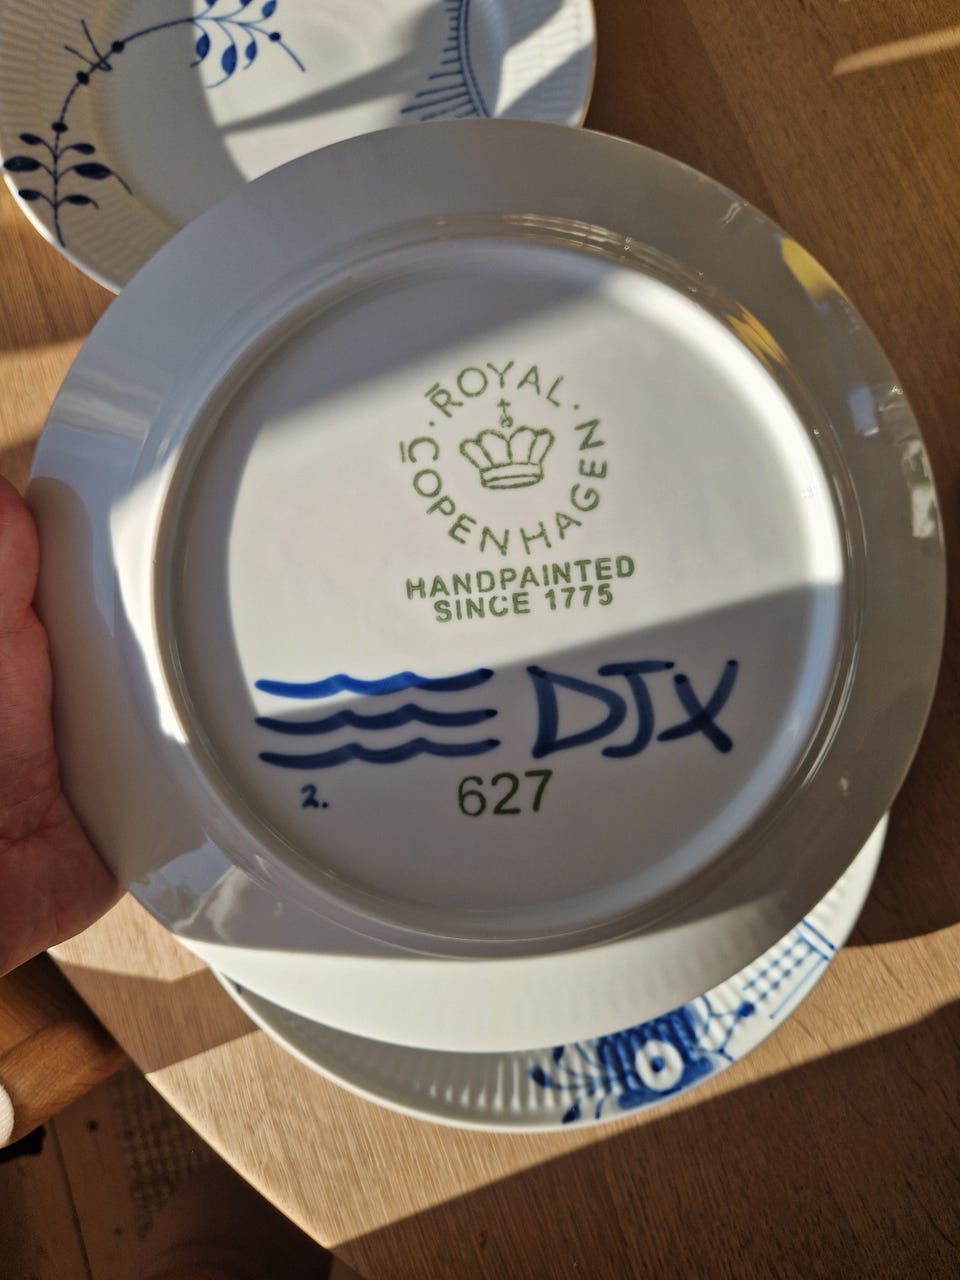 ROYAL · COPENHAGEN ·
HANDPAINTED
SINCE 1775
DJX
2.
627